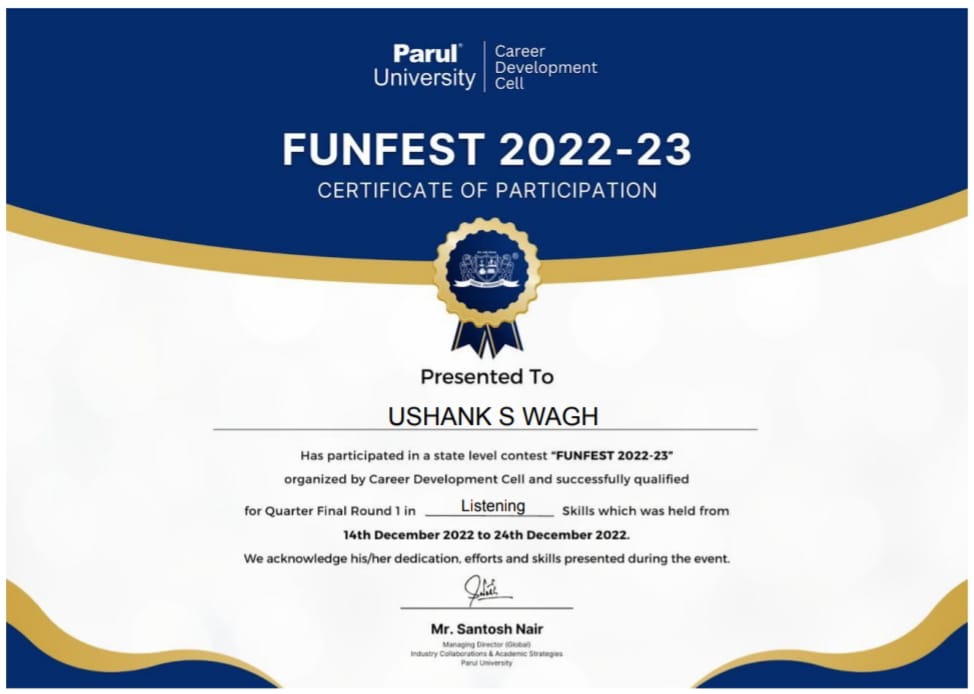 Parul®
University
Career
Development
Cell
FUNFEST 2022-23
CERTIFICATE OF PARTICIPATION
Presented To
USHANK S WAGH
Has participated in a state level contest "FUNFEST 2022-23"
organized by Career Development Cell and successfully qualified
for Quarter Final Round 1 in Listening Skills which was held from
14th December 2022 to 24th December 2022.
We acknowledge his/her dedication, efforts and skills presented during the event.
Mr. Santosh Nair
Managing Director (Global)
Industry Collaborations & Academic Strategies
Parul University